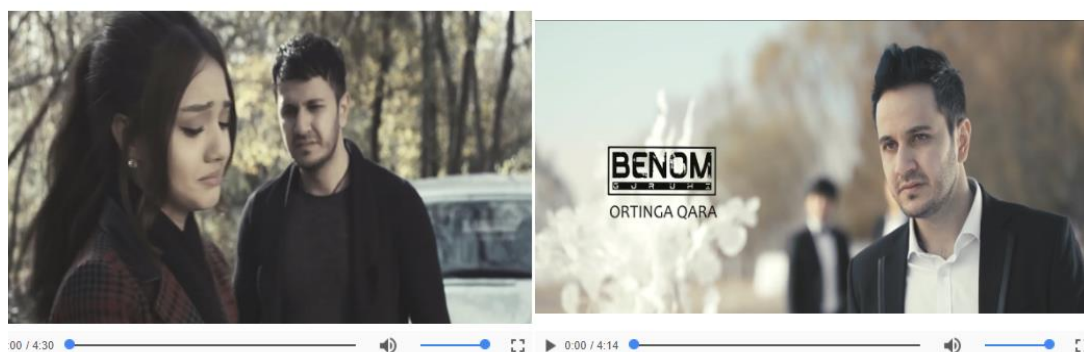 BENOM
GURUHI
ORTINGA QARA
:00 / 4:30
0:00 / 4:14